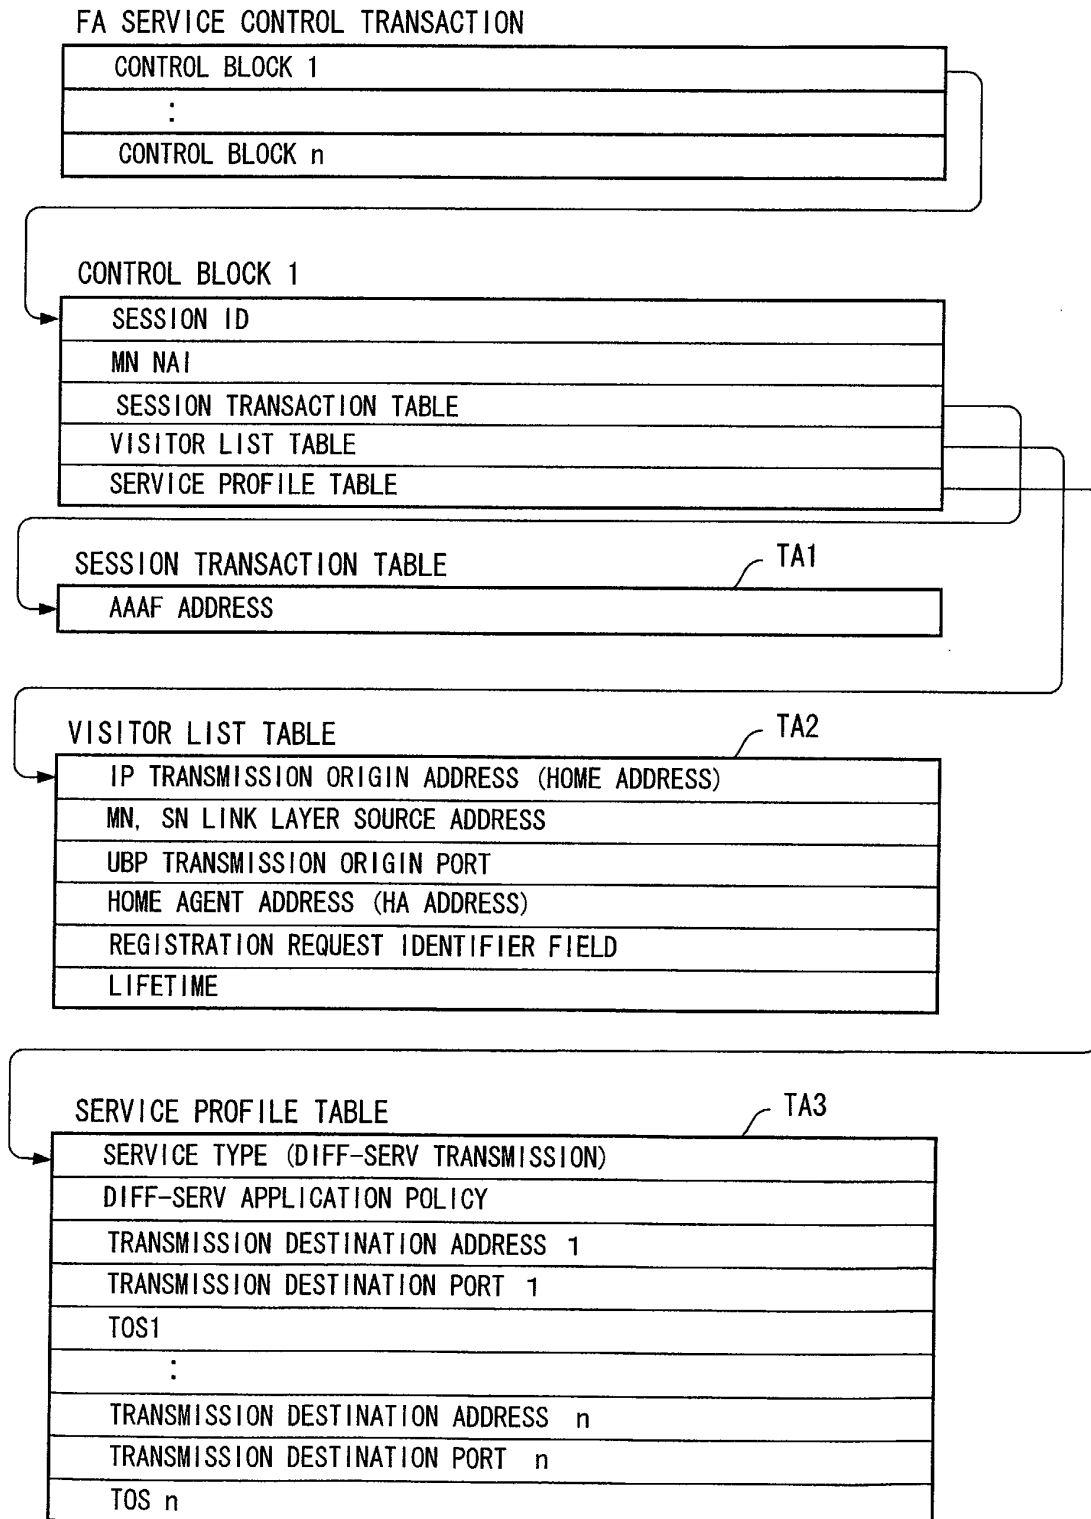 FA SERVICE CONTROL TRANSACTION
CONTROL BLOCK 1
:
CONTROL BLOCK n
CONTROL BLOCK 1
SESSION ID
MN NAI
SESSION TRANSACTION TABLE
VISITOR LIST TABLE
SERVICE PROFILE TABLE
SESSION TRANSACTION TABLE
TA1
AAAF ADDRESS
VISITOR LIST TABLE
TA2
IP TRANSMISSION ORIGIN ADDRESS (HOME ADDRESS)
MN, SN LINK LAYER SOURCE ADDRESS
UBP TRANSMISSION ORIGIN PORT
HOME AGENT ADDRESS (HA ADDRESS)
REGISTRATION REQUEST IDENTIFIER FIELD
LIFETIME
SERVICE PROFILE TABLE
TA3
SERVICE TYPE (DIFF-SERV TRANSMISSION)
DIFF-SERV APPLICATION POLICY
TRANSMISSION DESTINATION ADDRESS 1
TRANSMISSION DESTINATION PORT 1
TOS1
:
TRANSMISSION DESTINATION ADDRESS n
TRANSMISSION DESTINATION PORT n
TOS n